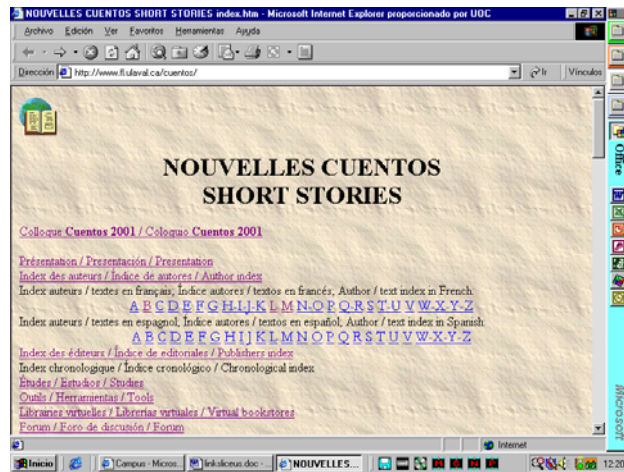 NOUVELLES CUENTOS SHORT STORIES index.htm - Microsoft Internet Explorer proporcionado por UOC
Archivo Edición Ver Favoritos Herramientas Ayuda
Dirección http://www.fl.ulaval.ca/cuentos/ Ir Vínculos
Office
NOUVELLES CUENTOS
SHORT STORIES
Colloque Cuentos 2001 / Coloquio Cuentos 2001
Présentation / Presentación / Presentation
Index des auteurs / Índice de autores / Author index
Index auteurs / textes en français; Índice autores / textos en francés; Author / text index in French:
A B C D E F G H-I J-K L M N-O P Q-R S T-U V W-X-Y-Z
Index auteurs / textes en espagnol, Índice autores / textos en español; Author / text index in Spanish:
A B C D E F G H I J K L M N O P Q R S T U V W-X-Y-Z
Index des éditeurs / Índice de editoriales / Publishers index
Index chronologique / Índice cronológico / Chronological index
Études / Estudios / Studies
Outils / Herramientas / Tools
Librairies virtuelles / Librerías virtuales / Virtual bookstores
Forum / Foro de discusión / Forum
Microsoft
Internet
Inicio Campus - Micros... linksliceus.doc - ... NOUVELLES... 12:20